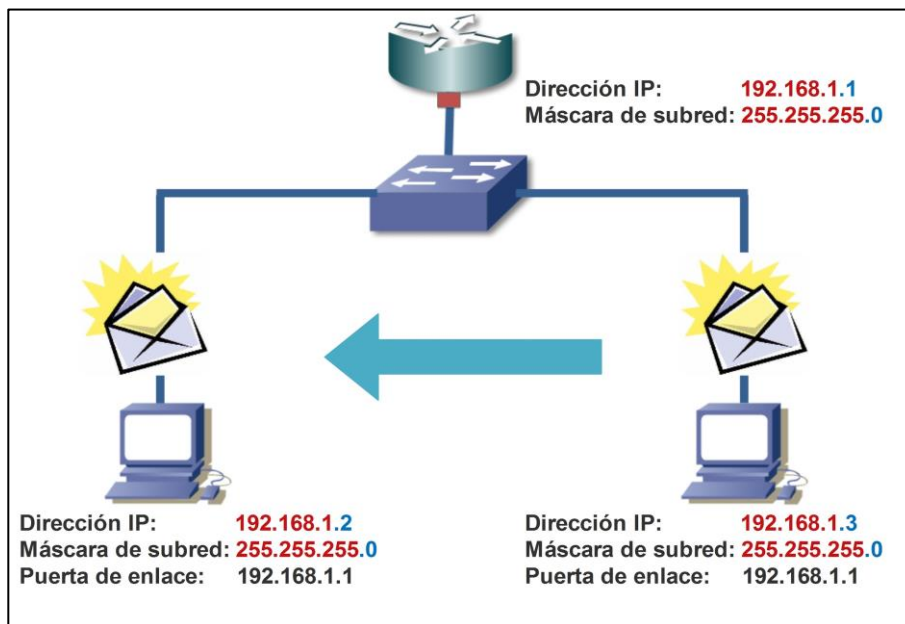 Dirección IP: 192.168.1.1
Máscara de subred: 255.255.255.0
Dirección IP: 192.168.1.2
Máscara de subred: 255.255.255.0
Puerta de enlace: 192.168.1.1
Dirección IP: 192.168.1.3
Máscara de subred: 255.255.255.0
Puerta de enlace: 192.168.1.1